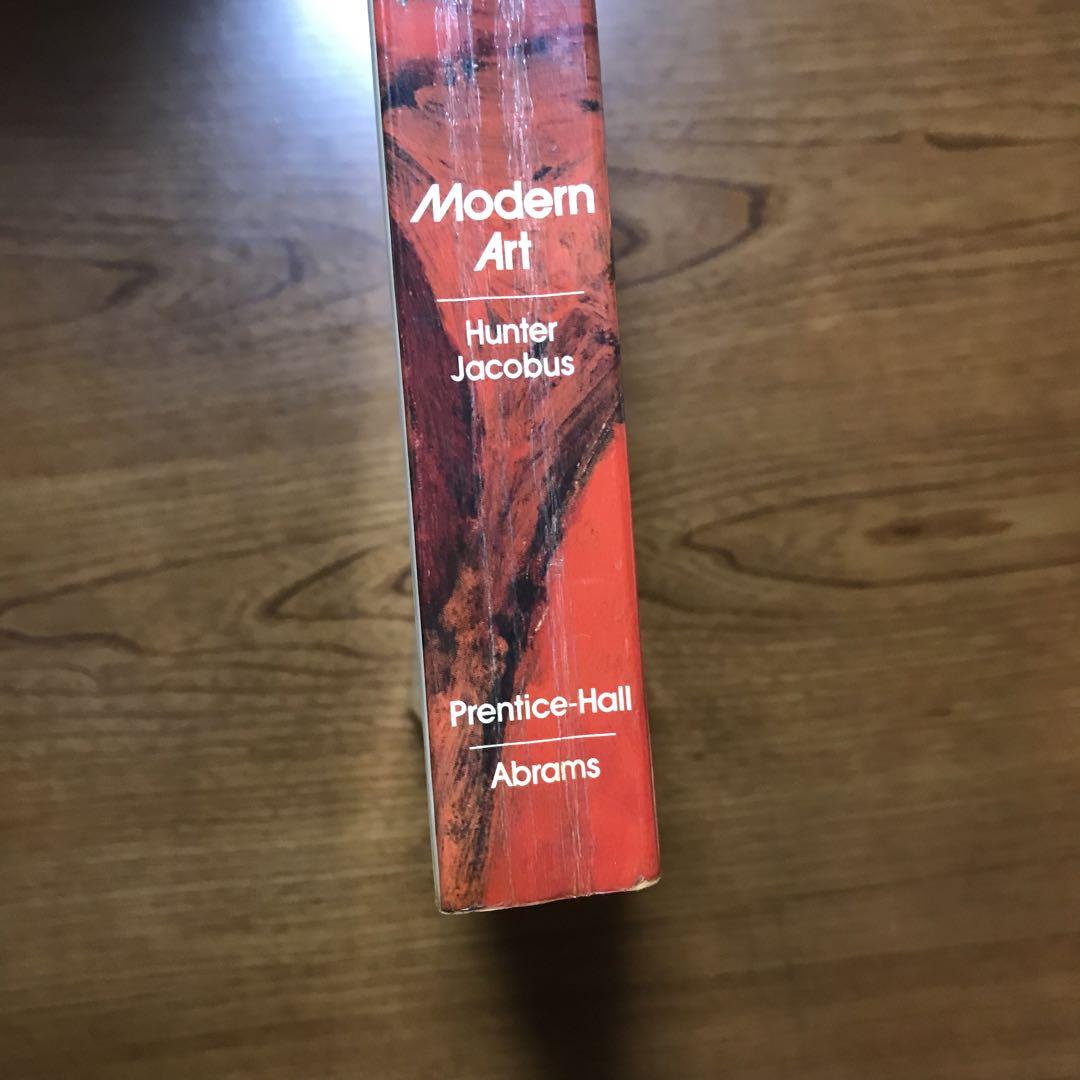 Modern
Art
Hunter
Jacobus
Prentice-Hall
Abrams